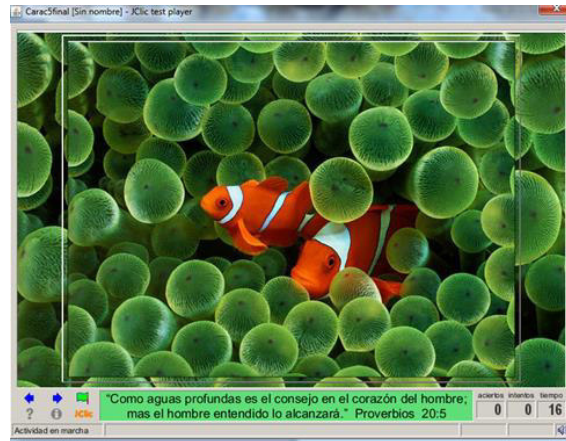 Carac5final [Sin nombre] - JClic test player
"Como aguas profundas es el consejo en el corazón del hombre;
mas el hombre entendido lo alcanzará." Proverbios 20:5
aciertos intentos tiempo
0 0 16
? i JClic
Actividad en marcha